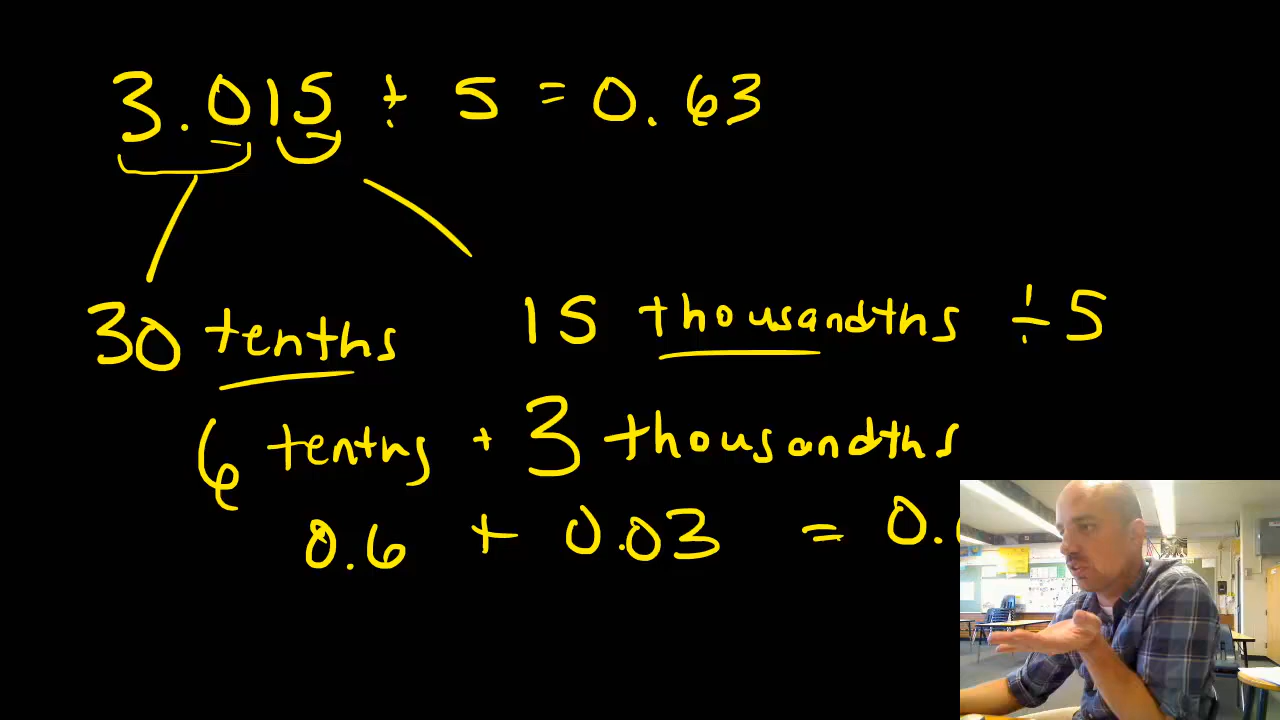 3.015 ÷ 5 = 0.63
30 tenths 15 thousandths ÷ 5
6 tenths + 3 thousandths
0.6 + 0.03 = 0.